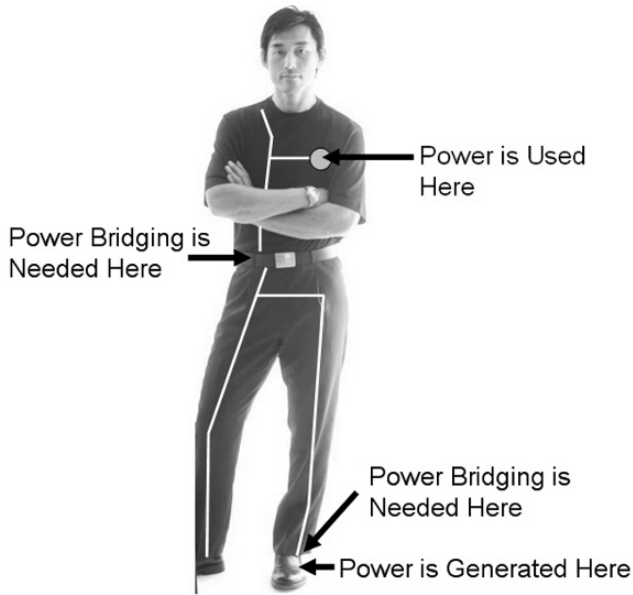 Power is Used
Here
Power Bridging is
Needed Here
Power Bridging is
Needed Here
Power is Generated Here